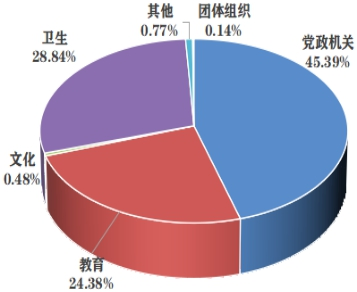 其他
0.77%
团体组织
0.14%
党政机关
45.39%
卫生
28.84%
文化
0.48%
教育
24.38%